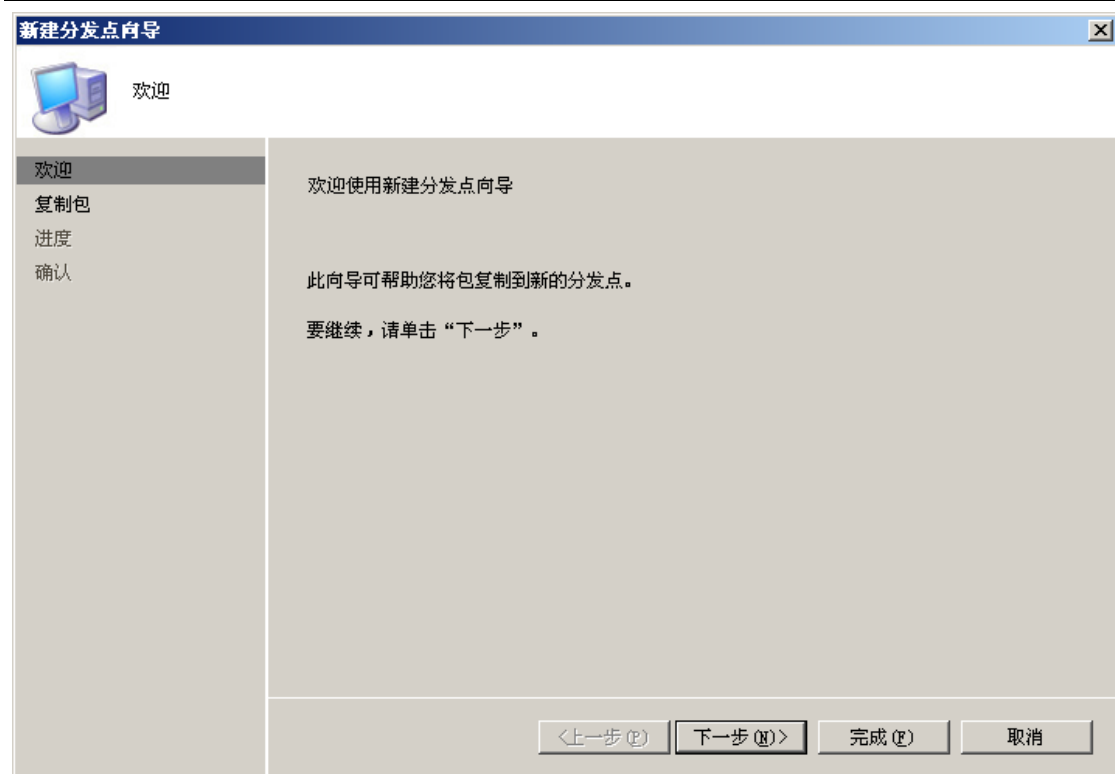 新建分发点向导
欢迎
欢迎
复制包
进度
确认
欢迎使用新建分发点向导
此向导可帮助您将包复制到新的分发点。
要继续，请单击“下一步”。
<上一步(P)
下一步(N)>
完成(F)
取消